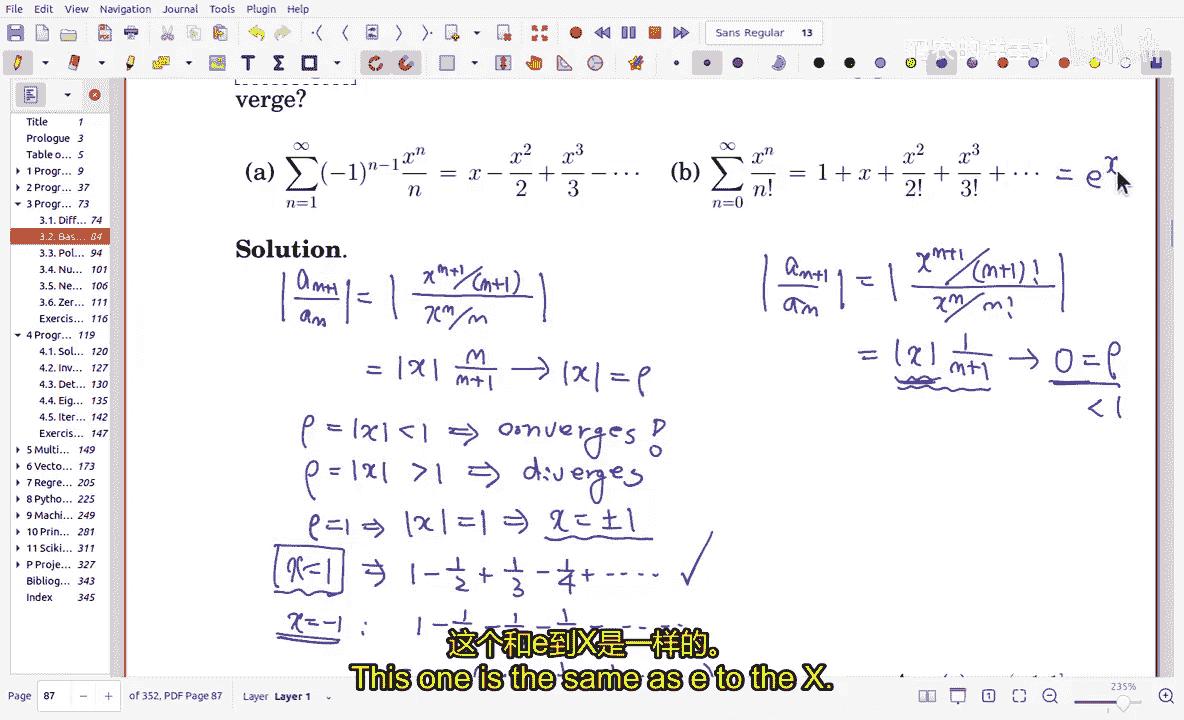 File Edit View Navigation Journal Tools Plugin Help
Sans Regular 13
Title 1
Prologue 3
Table o... 5
1 Progr... 9
2 Progr... 37
3 Progr... 73
3.1. Diff... 74
3.2. Bas... 84
3.3. Pol... 94
3.4. Nu... 101
3.5. Ne... 106
3.6. Zer... 111
Exercis... 116
4 Progr... 119
4.1. Sol... 120
4.2. Inv... 127
4.3. Det... 130
4.4. Eig... 135
4.5. Iter... 142
Exercis... 147
5 Multi... 149
6 Vecto... 173
7 Regre... 205
8 Pytho... 225
9 Machi... 249
10 Prin... 281
11 Sciki... 311
P Proje... 327
Bibliog... 343
Index 345
verge?
(a) ∑_{n=1}^{∞} (−1)^{n−1} x^n/n = x − x^2/2 + x^3/3 − ⋯ (b) ∑_{n=0}^{∞} x^n/n! = 1 + x + x^2/2! + x^3/3! + ⋯ = e^x
Solution.
|a_{n+1}/a_n| = |x^{n+1}/(n+1) / x^n/n|
= |x| n/(n+1) → |x| = ρ
ρ = |x| < 1 ⇒ converges!
ρ = |x| > 1 ⇒ diverges
ρ = 1 ⇒ |x| = 1 ⇒ x = ±1
x = 1 ⇒ 1 − 1/2 + 1/3 − 1/4 + ⋯ ✓
x = −1 :
|a_{n+1}/a_n| = |x^{n+1}/(n+1)! / x^n/n!|
= |x| 1/(n+1) → 0 = ρ
< 1
这个和e到X是一样的。
This one is the same as e to the X.
Page 87 − + of 352, PDF Page 87 Layer Layer 1 235%